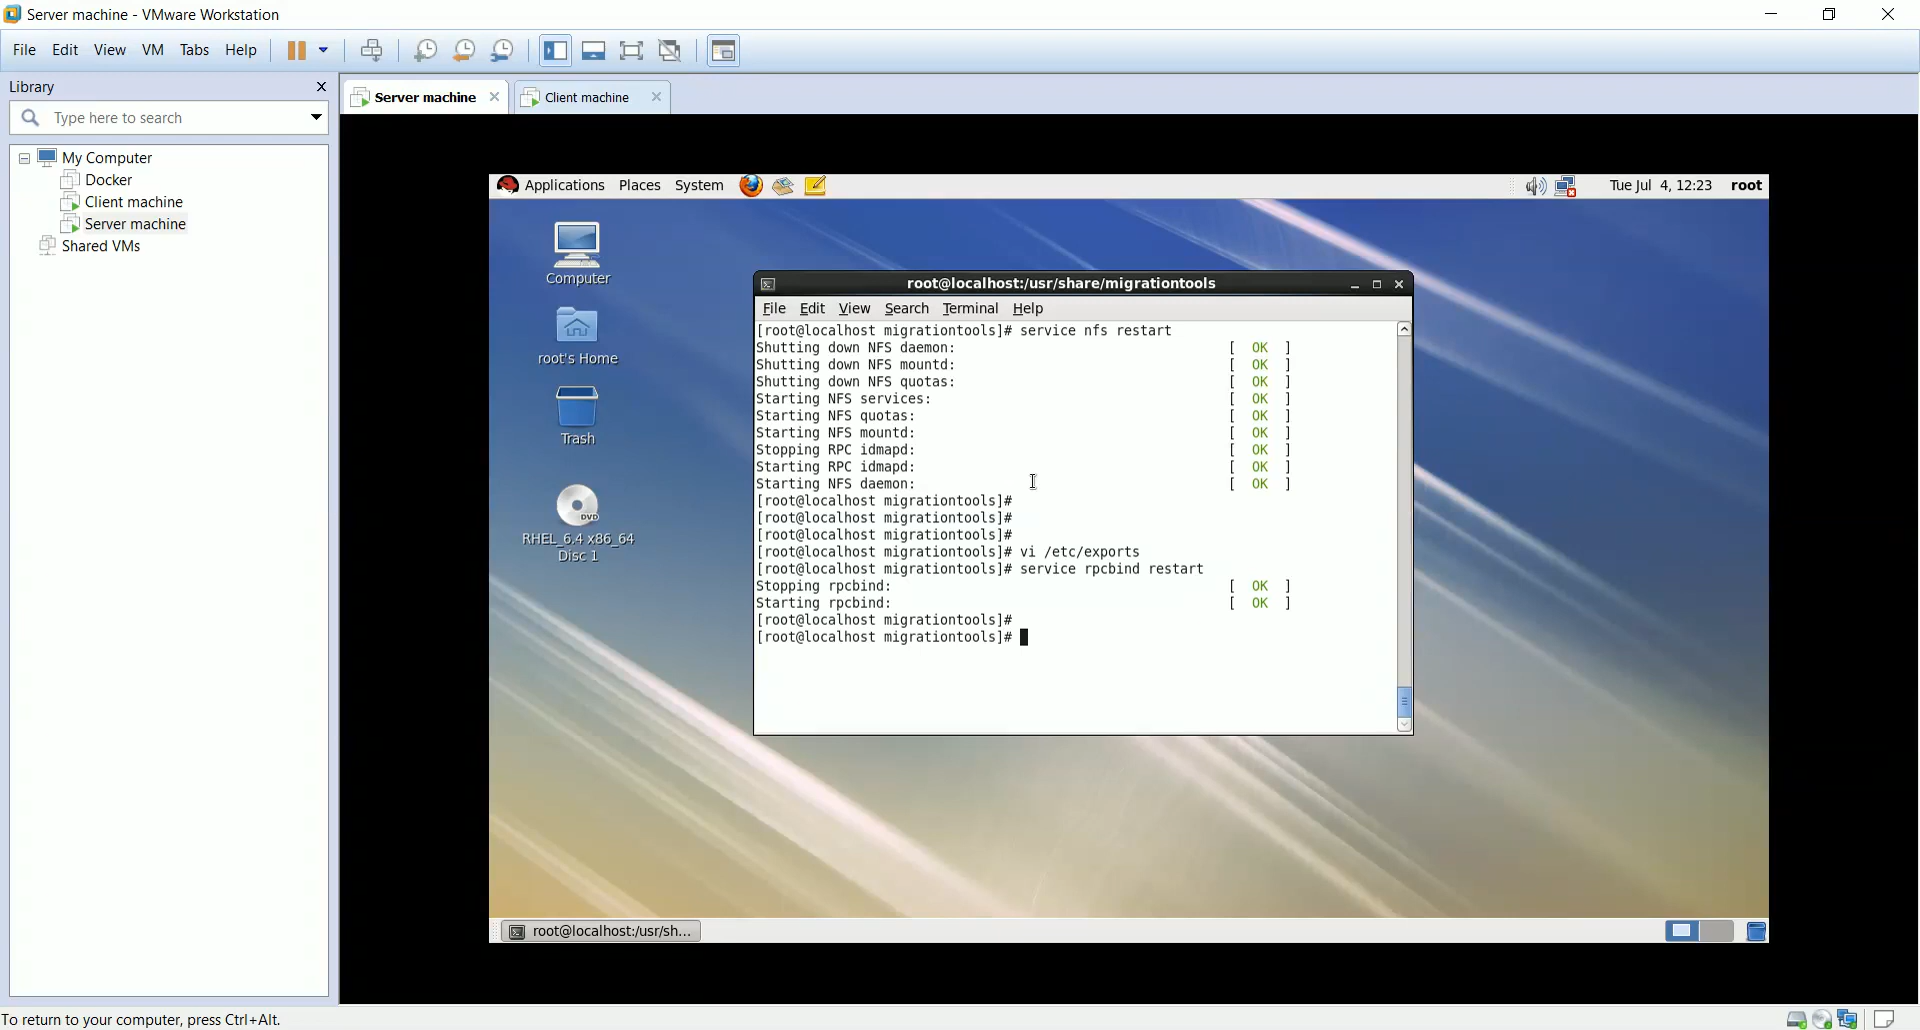 Server machine - VMware Workstation
File Edit View VM Tabs Help
Library
Type here to search
My Computer
Docker
Client machine
Server machine
Shared VMs
Server machine
Client machine
Applications Places System
Tue Jul 4, 12:23 root
Computer
root's Home
Trash
DVD
RHEL_6.4 x86_64
Disc 1
root@localhost:/usr/share/migrationtools
File Edit View Search Terminal Help
[root@localhost migrationtools]# service nfs restart
Shutting down NFS daemon: [ OK ]
Shutting down NFS mountd: [ OK ]
Shutting down NFS quotas: [ OK ]
Starting NFS services: [ OK ]
Starting NFS quotas: [ OK ]
Starting NFS mountd: [ OK ]
Stopping RPC idmapd: [ OK ]
Starting RPC idmapd: [ OK ]
Starting NFS daemon: [ OK ]
[root@localhost migrationtools]#
[root@localhost migrationtools]#
[root@localhost migrationtools]#
[root@localhost migrationtools]# vi /etc/exports
[root@localhost migrationtools]# service rpcbind restart
Stopping rpcbind: [ OK ]
Starting rpcbind: [ OK ]
[root@localhost migrationtools]#
[root@localhost migrationtools]#
root@localhost:/usr/sh...
To return to your computer, press Ctrl+Alt.